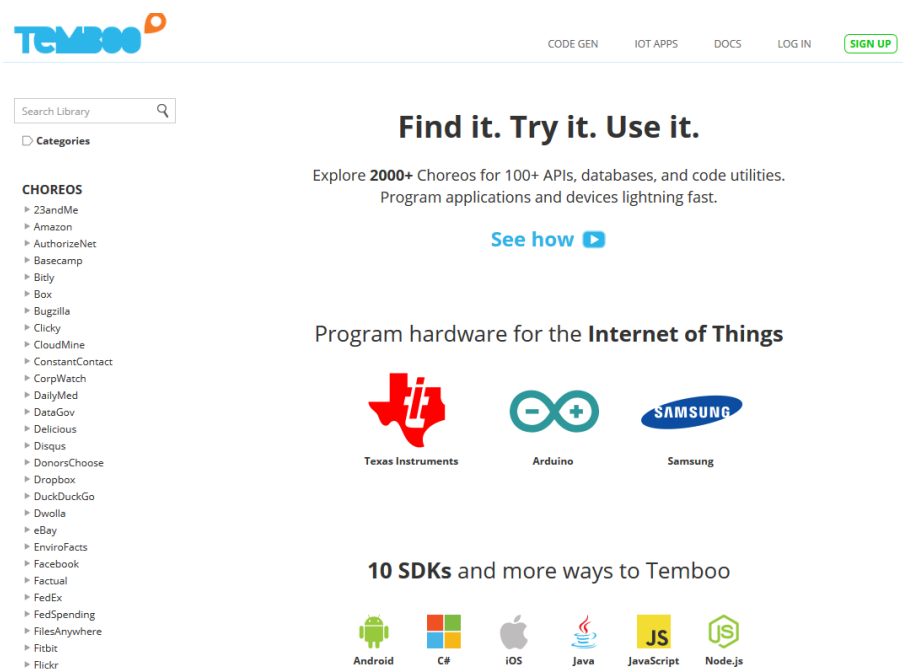 TEMBOO
CODE GEN
IOT APPS
DOCS
LOG IN
SIGN UP
Search Library
Categories
CHOREOS
23andMe
Amazon
AuthorizeNet
Basecamp
Bitly
Box
Bugzilla
Clicky
CloudMine
ConstantContact
CorpWatch
DailyMed
DataGov
Delicious
Disqus
DonorsChoose
Dropbox
DuckDuckGo
Dwolla
eBay
EnviroFacts
Facebook
Factual
FedEx
FedSpending
FilesAnywhere
Fitbit
Flickr
Find it. Try it. Use it.
Explore 2000+ Choreos for 100+ APIs, databases, and code utilities.
Program applications and devices lightning fast.
See how
Program hardware for the Internet of Things
SAMSUNG
Texas Instruments
Arduino
Samsung
10 SDKs and more ways to Temboo
JS
JS
Android
C#
iOS
Java
JavaScript
Node.js